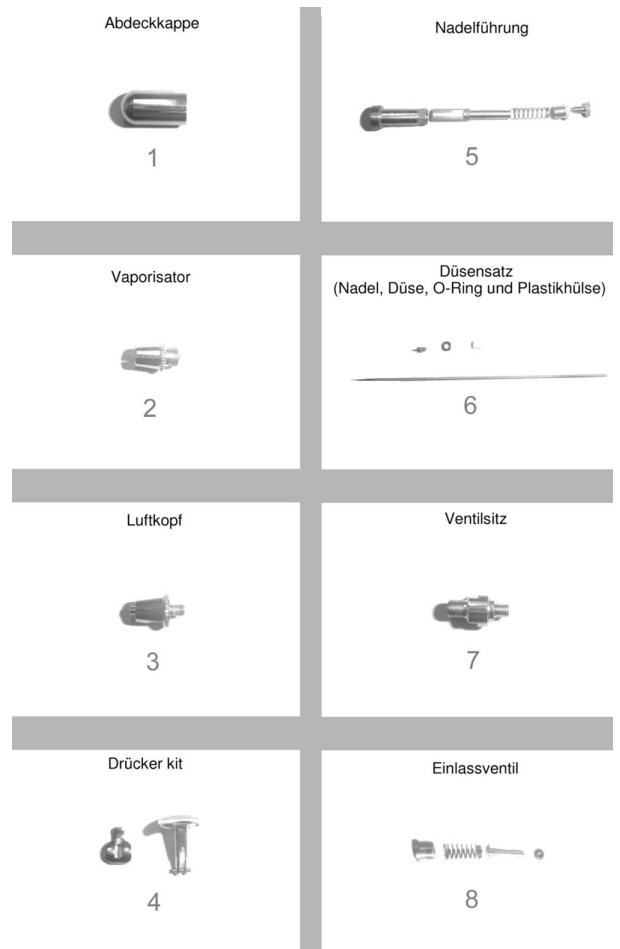 Abdeckkappe
1
Nadelführung
5
Vaporisator
2
Düsensatz
(Nadel, Düse, O-Ring und Plastikhülse)
6
Luftkopf
3
Ventilsitz
7
Drücker kit
4
Einlassventil
8